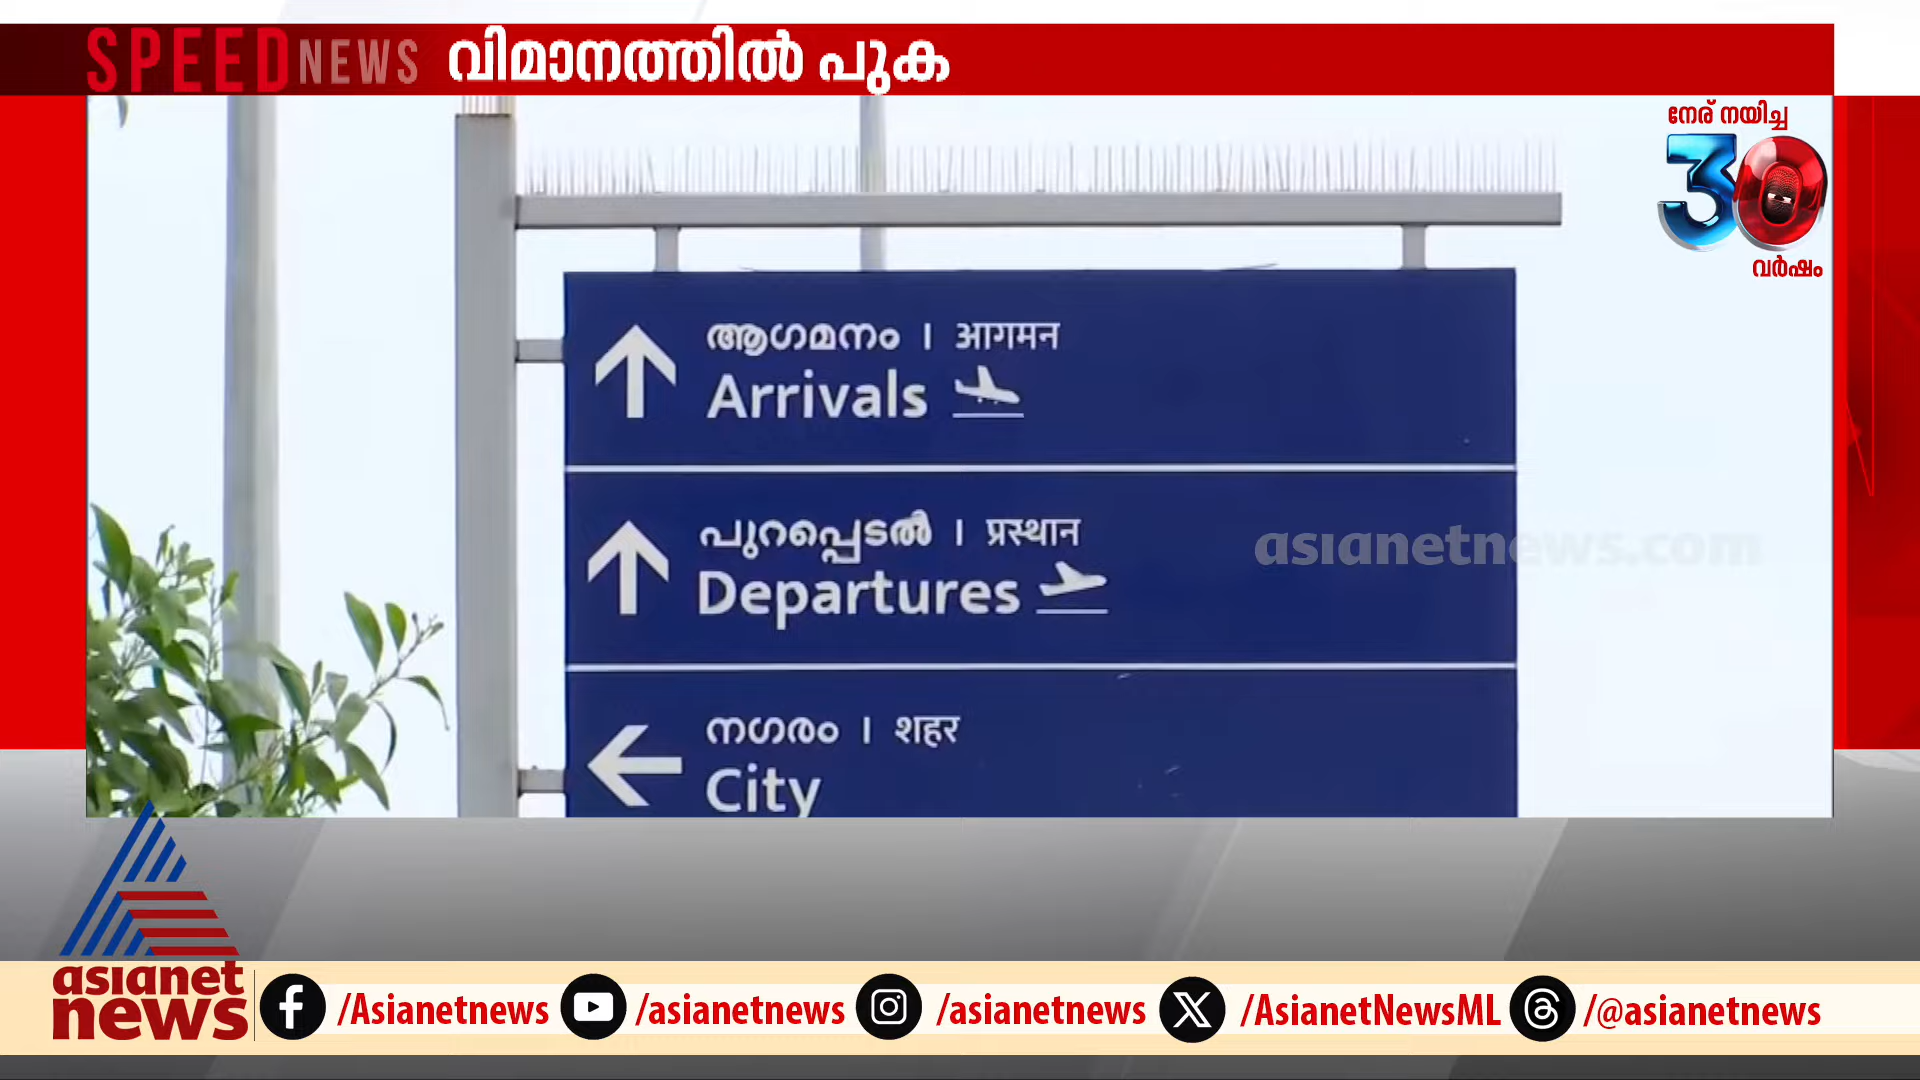 SPEED NEWS വിമാനത്തിൽ പുക
നേര് നയിച്ച
30
വർഷം
ആഗമനം | आगमन
Arrivals
പുറപ്പെടൽ | प्रस्थान
Departures
asianetnews.com
നഗരം | शहर
City
asianet
news
/Asianetnews /asianetnews /asianetnews /AsianetNewsML /@asianetnews